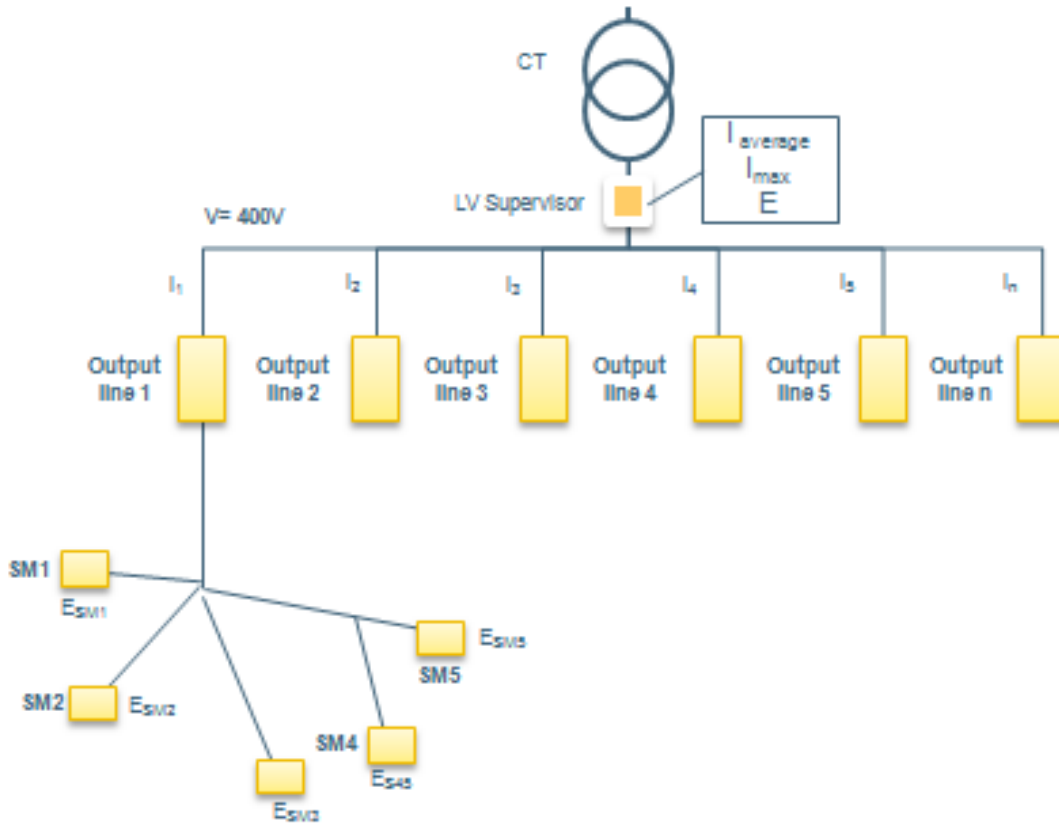 CT
I average
I max
E
LV Supervisor
V= 400V
I1
I2
I3
I4
I5
In
Output
line 1
Output
line 2
Output
line 3
Output
line 4
Output
line 5
Output
line n
SM1
ESM1
SM2
ESM2
ESM3
SM4
ES45
ESM5
SM5